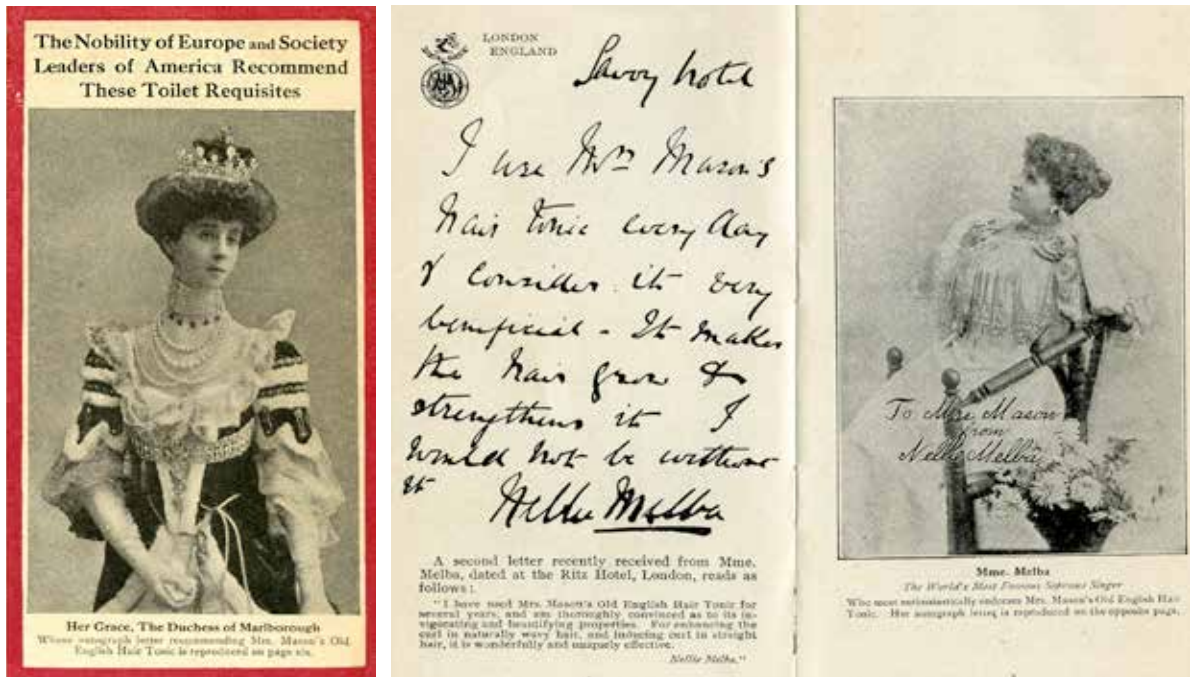 The Nobility of Europe and Society
Leaders of America Recommend
These Toilet Requisites
Her Grace, The Duchess of Marlborough
Whose autograph letter recommending Mrs. Mason's Old
English Hair Tonic is reproduced on page six.
LONDON
ENGLAND
Savoy Hotel
I use Mrs Mason's
Hair tonic every day
& consider it very
beneficial - It makes
the hair grow &
strengthens it I
would not be without
it
Nellie Melba
A second letter recently received from Mme.
Melba, dated at the Ritz Hotel, London, reads as
follows:
"I have used Mrs. Mason's Old English Hair Tonic for
several years, and am thoroughly convinced as to its in-
vigorating and beautifying properties. For enhancing the
curl in naturally wavy hair, and inducing curl in straight
hair, it is wonderfully and uniquely effective.
Nellie Melba."
To Mrs. Mason
from
Nellie Melba
Mme. Melba
The World's Most Famous Soprano Singer
Who most enthusiastically endorses Mrs. Mason's Old English Hair
Tonic. Her autograph letter is reproduced on the opposite page.